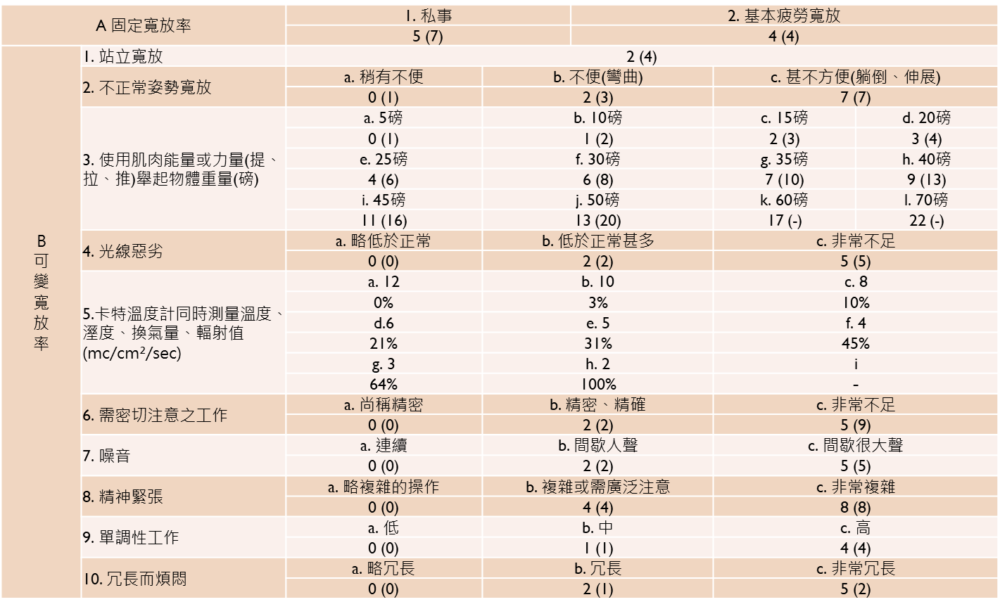 A 固定寬放率
1. 私事
2. 基本疲勞寬放
5 (7)
4 (4)
B
可
變
寬
放
率
1. 站立寬放
2 (4)
2. 不正常姿勢寬放
a. 稍有不便
b. 不便(彎曲)
c. 甚不方便(躺倒、伸展)
0 (1)
2 (3)
7 (7)
3. 使用肌肉能量或力量(提、
拉、推)舉起物體重量(磅)
a. 5磅
b. 10磅
c. 15磅
d. 20磅
0 (1)
1 (2)
2 (3)
3 (4)
e. 25磅
f. 30磅
g. 35磅
h. 40磅
4 (6)
6 (8)
7 (10)
9 (13)
i. 45磅
j. 50磅
k. 60磅
l. 70磅
11 (16)
13 (20)
17 (-)
22 (-)
4. 光線惡劣
a. 略低於正常
b. 低於正常甚多
c. 非常不足
0 (0)
2 (2)
5 (5)
5.卡特溫度計同時測量溫度、
溼度、換氣量、輻射值
(mc/cm²/sec)
a. 12
b. 10
c. 8
0%
3%
10%
d.6
e. 5
f. 4
21%
31%
45%
g. 3
h. 2
i
64%
100%
-
6. 需密切注意之工作
a. 尚稱精密
b. 精密、精確
c. 非常不足
0 (0)
2 (2)
5 (9)
7. 噪音
a. 連續
b. 間歇人聲
c. 間歇很大聲
0 (0)
2 (2)
5 (5)
8. 精神緊張
a. 略複雜的操作
b. 複雜或需廣泛注意
c. 非常複雜
0 (0)
4 (4)
8 (8)
9. 單調性工作
a. 低
b. 中
c. 高
0 (0)
1 (1)
4 (4)
10. 冗長而煩悶
a. 略冗長
b. 冗長
c. 非常冗長
0 (0)
2 (1)
5 (2)